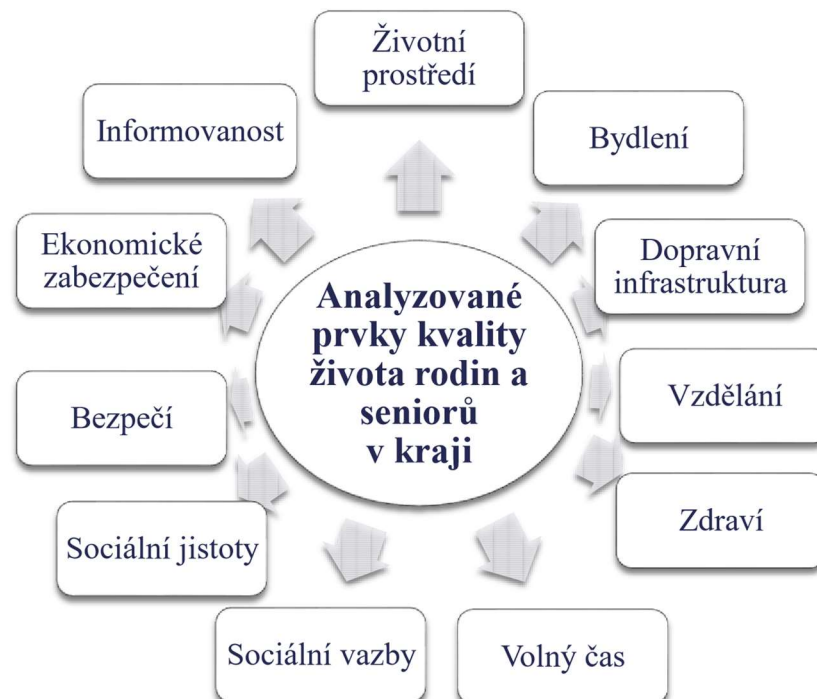 Životní
prostředí
Informovanost
Bydlení
Ekonomické
zabezpečení
Dopravní
infrastruktura
Analyzované
prvky kvality
života rodin a
seniorů
v kraji
Bezpečí
Vzdělání
Sociální jistoty
Zdraví
Sociální vazby
Volný čas